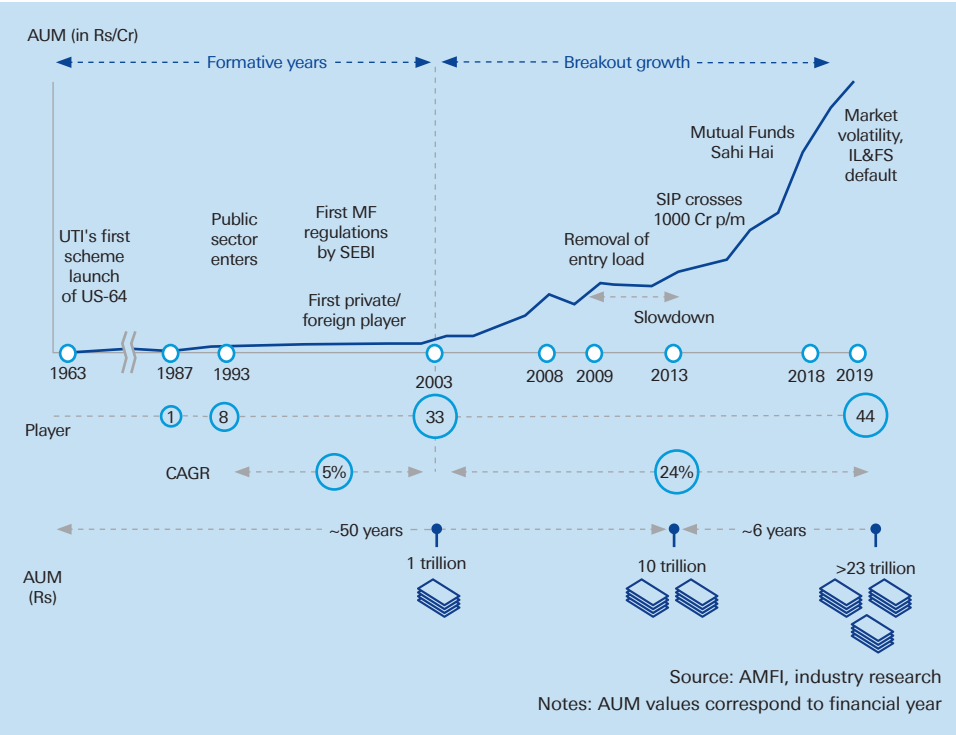 AUM (in Rs/Cr)
Formative years
Breakout growth
Market
volatility,
IL&FS
default
Mutual Funds
Sahi Hai
SIP crosses
1000 Cr p/m
Removal of
entry load
Slowdown
UTI's first
scheme
launch
of US-64
Public
sector
enters
First MF
regulations
by SEBI
First private/
foreign player
1963
1987
1993
2003
2008
2009
2013
2018
2019
Player
1
8
33
44
CAGR
5%
24%
~50 years
~6 years
AUM
(Rs)
1 trillion
10 trillion
>23 trillion
Source: AMFI, industry research
Notes: AUM values correspond to financial year